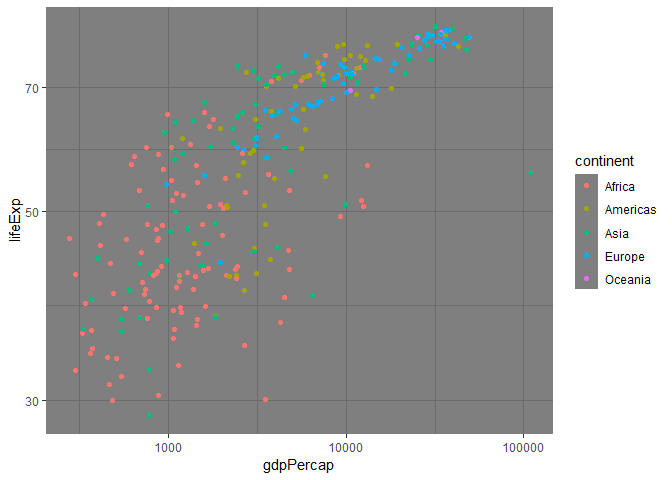 70
50
30
lifeExp
1000
10000
100000
gdpPercap
continent
Africa
Americas
Asia
Europe
Oceania